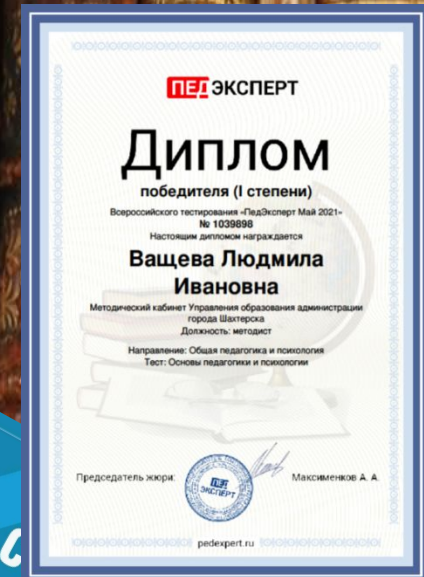 ПЕДЭКСПЕРТ
Диплом
победителя (I степени)
Всероссийского тестирования «ПедЭксперт Май 2021»
№ 1039898
Настоящим дипломом награждается
Ващева Людмила
Ивановна
Методический кабинет Управления образования администрации
города Шахтерска
Должность: методист
Направление: Общая педагогика и психология
Тест: Основы педагогики и психологии
Председатель жюри:
ПЕД
ЭКСПЕРТ
Максименков А. А.
pedexpert.ru